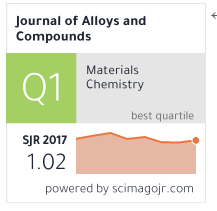 Journal of Alloys and
Compounds
Q1
Materials
Chemistry
best quartile
SJR 2017
1.02
powered by scimagojr.com